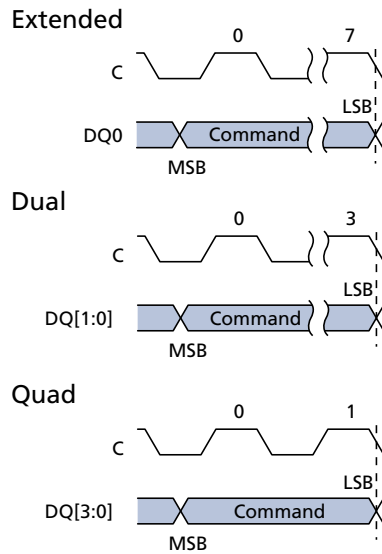 Extended
0 7
C
LSB
DQ0 Command
MSB
Dual
0 3
C
LSB
DQ[1:0] Command
MSB
Quad
0 1
C
LSB
DQ[3:0] Command
MSB